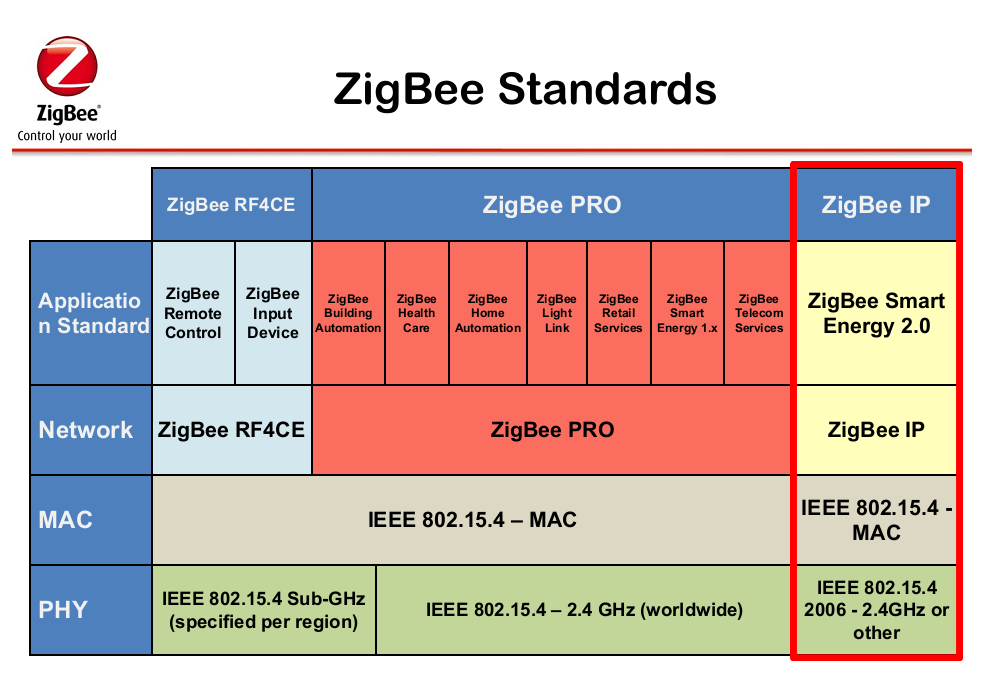 ZigBee®
Control your world
ZigBee Standards
ZigBee RF4CE
ZigBee PRO
ZigBee IP
Applicatio
n Standard
ZigBee
Remote
Control
ZigBee
Input
Device
ZigBee
Building
Automation
ZigBee
Health
Care
ZigBee
Home
Automation
ZigBee
Light
Link
ZigBee
Retail
Services
ZigBee
Smart
Energy 1.x
ZigBee
Telecom
Services
ZigBee Smart
Energy 2.0
Network
ZigBee RF4CE
ZigBee PRO
ZigBee IP
MAC
IEEE 802.15.4 – MAC
IEEE 802.15.4 -
MAC
PHY
IEEE 802.15.4 Sub-GHz
(specified per region)
IEEE 802.15.4 – 2.4 GHz (worldwide)
IEEE 802.15.4
2006 - 2.4GHz or
other